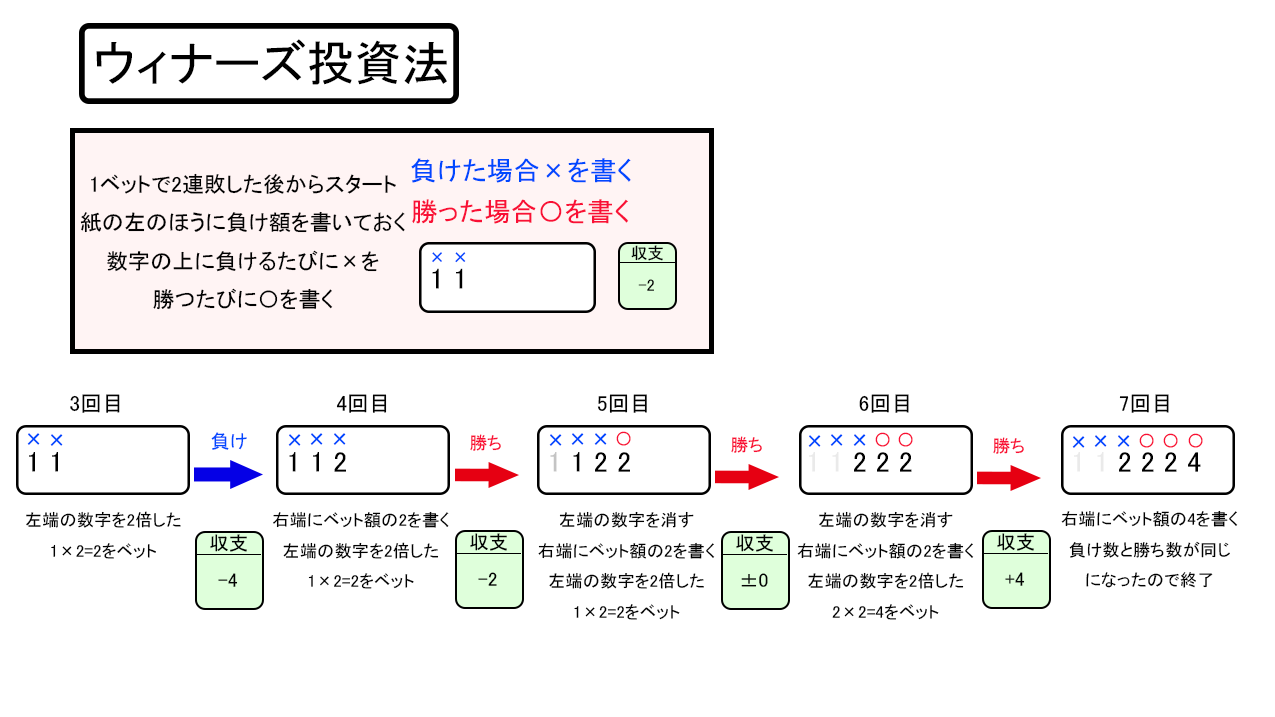 ウィナーズ投資法
1ベットで2連敗した後からスタート
紙の左のほうに負け額を書いておく
数字の上に負けるたびに×を
勝つたびに〇を書く
負けた場合×を書く
勝った場合〇を書く
× ×
1 1
収支
-2
3回目
× ×
1 1
左端の数字を2倍した
1×2=2をベット
負け
収支
-4
4回目
× × ×
1 1 2
右端にベット額の2を書く
左端の数字を2倍した
1×2=2をベット
勝ち
収支
-2
5回目
× × × 〇
1 1 2 2
左端の数字を消す
右端にベット額の2を書く
左端の数字を2倍した
1×2=2をベット
勝ち
収支
±0
6回目
× × × 〇 〇
1 1 2 2 2
左端の数字を消す
右端にベット額の2を書く
左端の数字を2倍した
2×2=4をベット
勝ち
収支
+4
7回目
× × × 〇 〇 〇
1 1 2 2 2 4
右端にベット額の4を書く
負け数と勝ち数が同じ
になったので終了